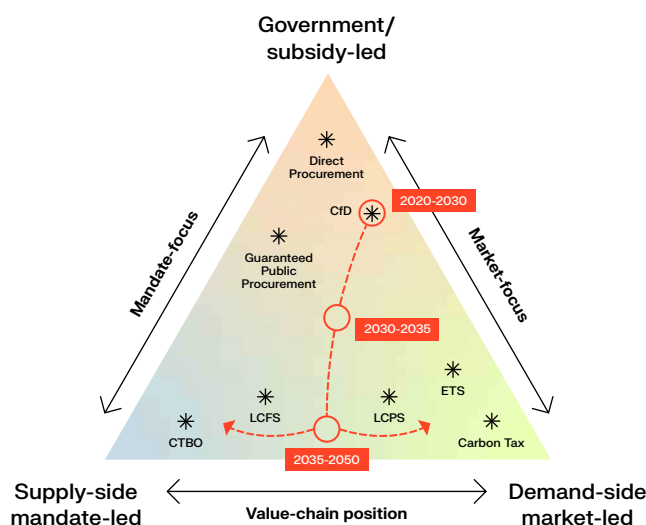 Government/
subsidy-led
Direct
Procurement
2020-2030
CfD
Guaranteed
Public
Procurement
Mandate-focus
Market-focus
2030-2035
ETS
LCFS
LCPS
CTBO
Carbon Tax
2035-2050
Supply-side
mandate-led
Value-chain position
Demand-side
market-led